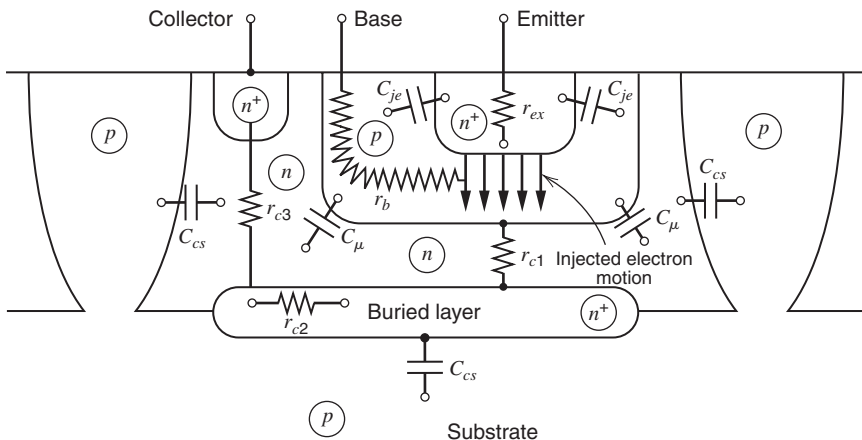 Collector
Base
Emitter
C_je
n⁺
r_ex
C_je
n⁺
p
p
p
n
C_cs
r_c3
r_b
C_cs
C_μ
C_μ
n
r_c1
Injected electron
motion
r_c2
Buried layer
n⁺
C_cs
p
Substrate